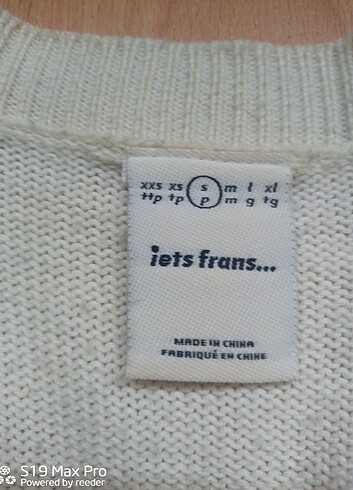 xxs xs s m l xl
ttp tp p m g tg
iets frans...
MADE IN CHINA
FABRIQUÉ EN CHINE
S19 Max Pro
Powered by reeder